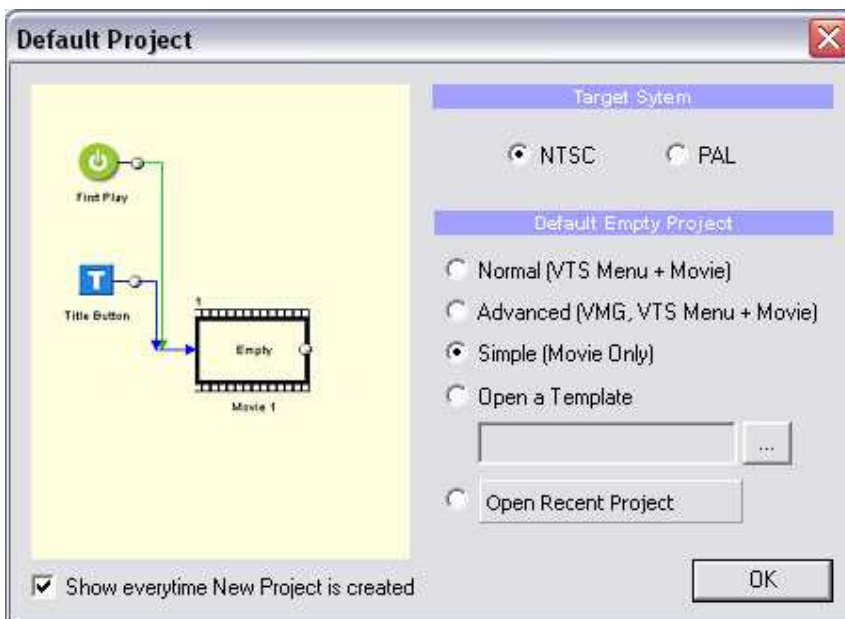 Default Project
First Play
Title Button
1
Empty
Movie 1
Target Sytem
NTSC
PAL
Default Empty Project
Normal (VTS Menu + Movie)
Advanced (VMG, VTS Menu + Movie)
Simple (Movie Only)
Open a Template
...
Open Recent Project
Show everytime New Project is created
OK